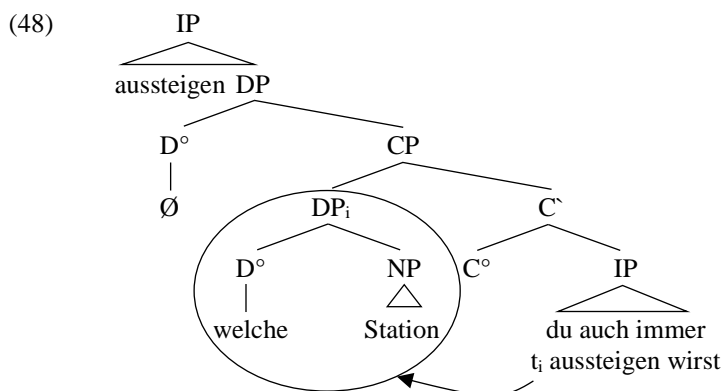 (48) IP
aussteigen DP
D° CP
Ø DPi C`
D° NP C° IP
welche Station du auch immer
ti aussteigen wirst